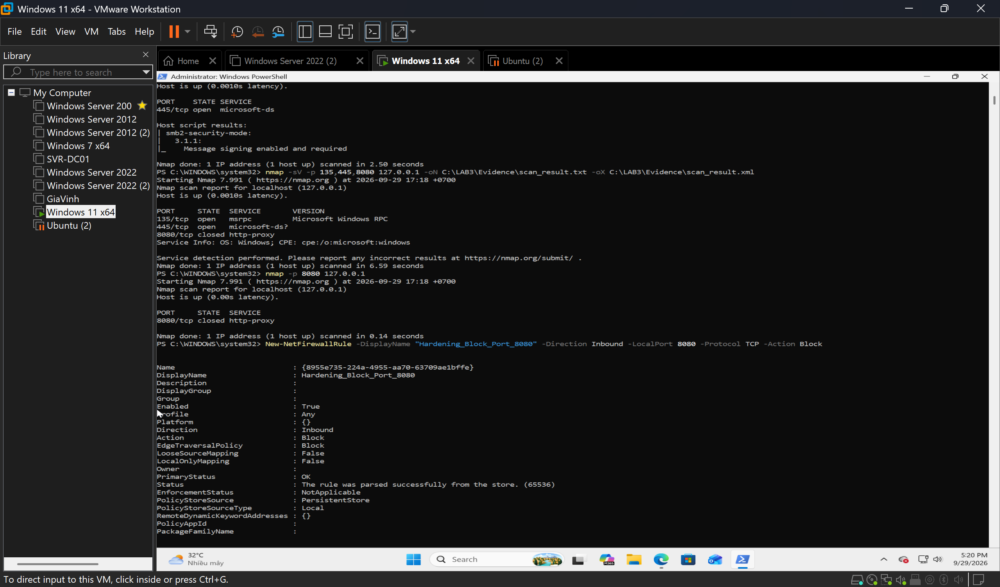 Windows 11 x64 - VMware Workstation
File Edit View VM Tabs Help
Library
Type here to search
My Computer
Windows Server 200
Windows Server 2012
Windows Server 2012 (2)
Windows 7 x64
SVR-DC01
Windows Server 2022
Windows Server 2022 (2)
GiaVinh
Windows 11 x64
Ubuntu (2)
Home
Windows Server 2022 (2)
Windows 11 x64
Ubuntu (2)
Administrator: Windows PowerShell
Host is up (0.0010s latency).
PORT    STATE SERVICE
445/tcp open  microsoft-ds
Host script results:
| smb2-security-mode:
|   3.1.1:
|_    Message signing enabled and required
Nmap done: 1 IP address (1 host up) scanned in 2.50 seconds
PS C:\WINDOWS\system32> nmap -sV -p 135,445,8080 127.0.0.1 -oN C:\LAB3\Evidence\scan_result.txt -oX C:\LAB3\Evidence\scan_result.xml
Starting Nmap 7.991 ( https://nmap.org ) at 2026-09-29 17:18 +0700
Nmap scan report for localhost (127.0.0.1)
Host is up (0.0010s latency).
PORT     STATE  SERVICE       VERSION
135/tcp  open   msrpc         Microsoft Windows RPC
445/tcp  open   microsoft-ds?
8080/tcp closed http-proxy
Service Info: OS: Windows; CPE: cpe:/o:microsoft:windows
Service detection performed. Please report any incorrect results at https://nmap.org/submit/ .
Nmap done: 1 IP address (1 host up) scanned in 6.59 seconds
PS C:\WINDOWS\system32> nmap -p 8080 127.0.0.1
Starting Nmap 7.991 ( https://nmap.org ) at 2026-09-29 17:18 +0700
Nmap scan report for localhost (127.0.0.1)
Host is up (0.00s latency).
PORT     STATE  SERVICE
8080/tcp closed http-proxy
Nmap done: 1 IP address (1 host up) scanned in 0.14 seconds
PS C:\WINDOWS\system32> New-NetFirewallRule -DisplayName "Hardening_Block_Port_8080" -Direction Inbound -LocalPort 8080 -Protocol TCP -Action Block
Name                          : {8955e735-224a-4955-aa70-63709ae1bffe}
DisplayName                   : Hardening_Block_Port_8080
Description                   :
DisplayGroup                  :
Group                         :
Enabled                       : True
Profile                       : Any
Platform                      : {}
Direction                     : Inbound
Action                        : Block
EdgeTraversalPolicy           : Block
LooseSourceMapping            : False
LocalOnlyMapping              : False
Owner                         :
PrimaryStatus                 : OK
Status                        : The rule was parsed successfully from the store. (65536)
EnforcementStatus             : NotApplicable
PolicyStoreSource             : PersistentStore
PolicyStoreSourceType         : Local
RemoteDynamicKeywordAddresses : {}
PolicyAppId                   :
PackageFamilyName             :
32°C
Nhiều mây
Search
M365
5:20 PM
9/29/2026
To direct input to this VM, click inside or press Ctrl+G.